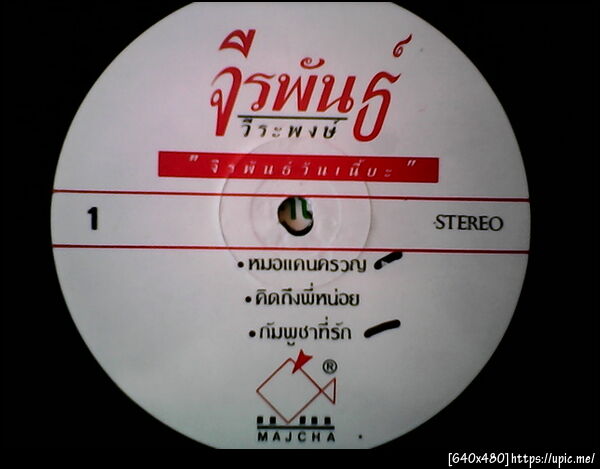 จีรพันธ์
วีระพงษ์
" จีรพันธ์วันเนี้ยะ "
1
STEREO
• หมอแคนครวญ
• คิดถึงพี่หน่อย
• กัมพูชาที่รัก
®
MAJCHA
[640x480]https://upic.me/